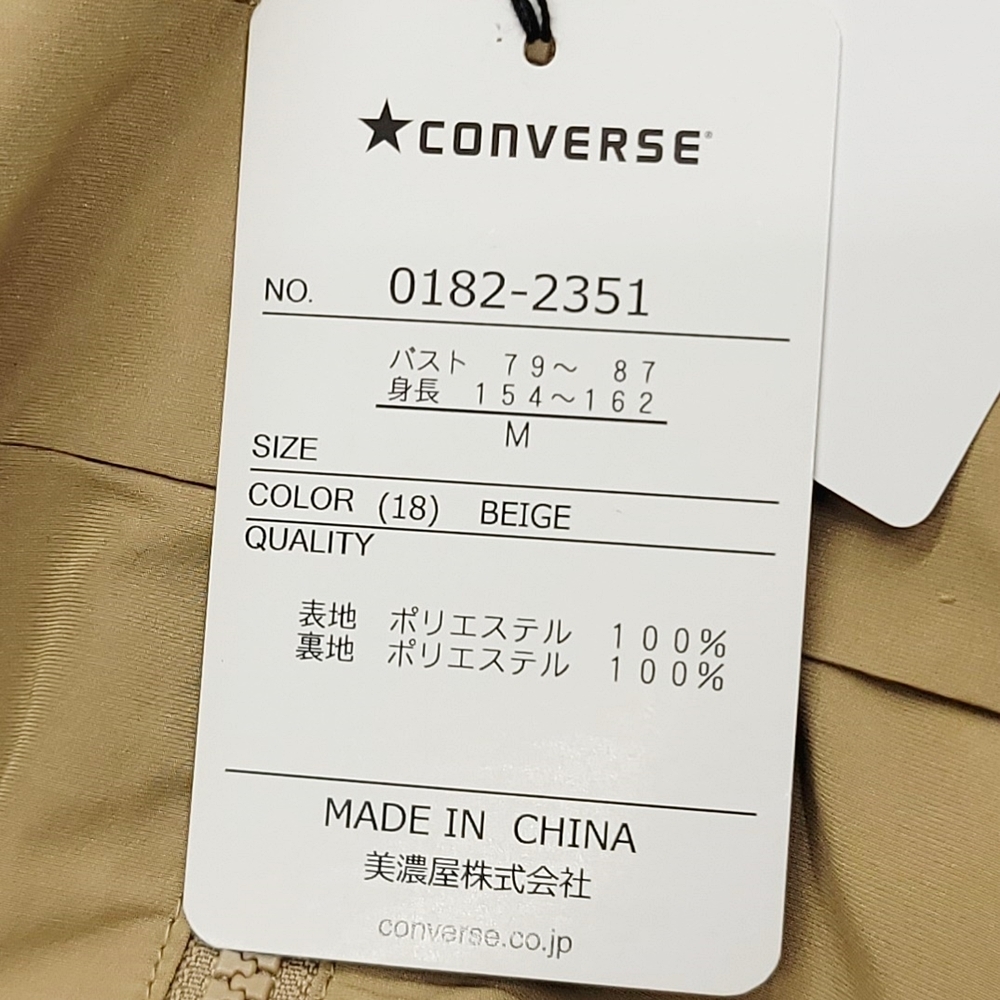 ★CONVERSE®
NO. 0182-2351
バスト 79～ 87
身長 154～162
SIZE M
COLOR (18) BEIGE
QUALITY
表地 ポリエステル 100%
裏地 ポリエステル 100%
MADE IN CHINA
美濃屋株式会社
converse.co.jp